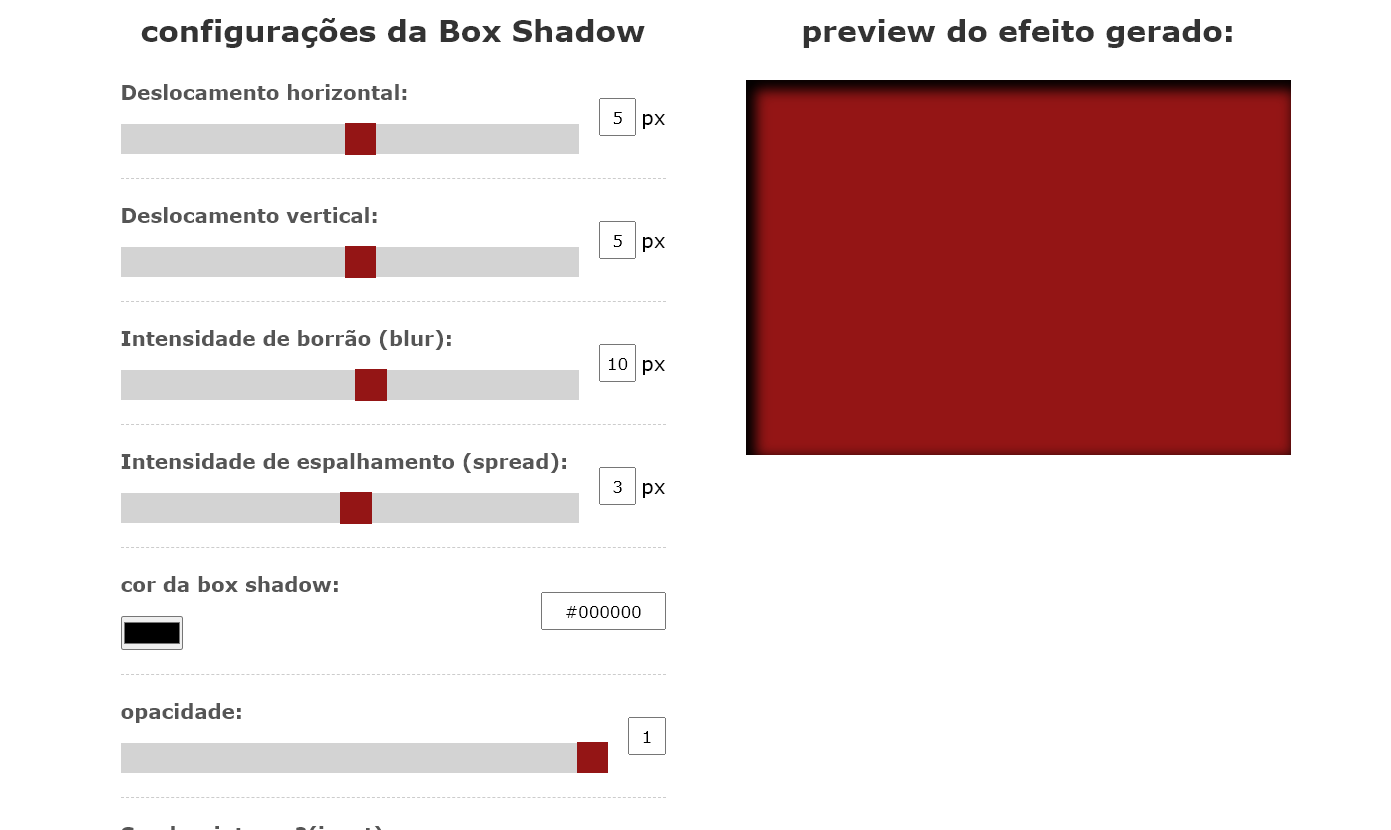 configurações da Box Shadow
Deslocamento horizontal:
5 px
Deslocamento vertical:
5 px
Intensidade de borrão (blur):
10 px
Intensidade de espalhamento (spread):
3 px
cor da box shadow:
#000000
opacidade:
1
preview do efeito gerado: